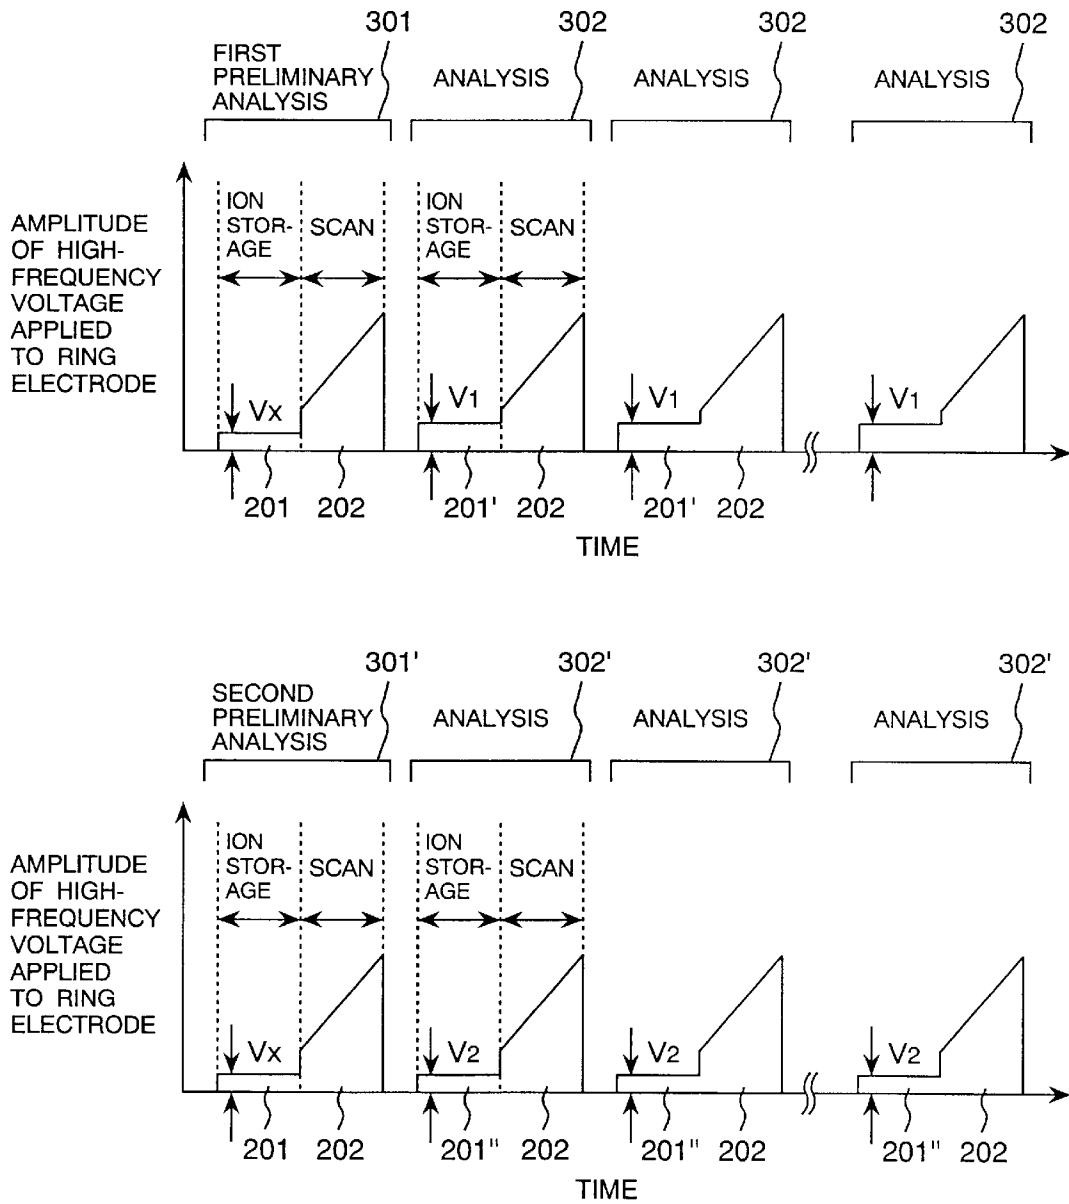 301 302 302 302
FIRST
PRELIMINARY
ANALYSIS
ANALYSIS ANALYSIS ANALYSIS
AMPLITUDE
OF HIGH-
FREQUENCY
VOLTAGE
APPLIED
TO RING
ELECTRODE
ION
STOR-
AGE
SCAN
ION
STOR-
AGE
SCAN
Vx V1 V1 V1
201 202 201' 202 201' 202
TIME
301' 302' 302' 302'
SECOND
PRELIMINARY
ANALYSIS
ANALYSIS ANALYSIS ANALYSIS
AMPLITUDE
OF HIGH-
FREQUENCY
VOLTAGE
APPLIED
TO RING
ELECTRODE
ION
STOR-
AGE
SCAN
ION
STOR-
AGE
SCAN
Vx V2 V2 V2
201 202 201" 202 201" 202 201" 202
TIME